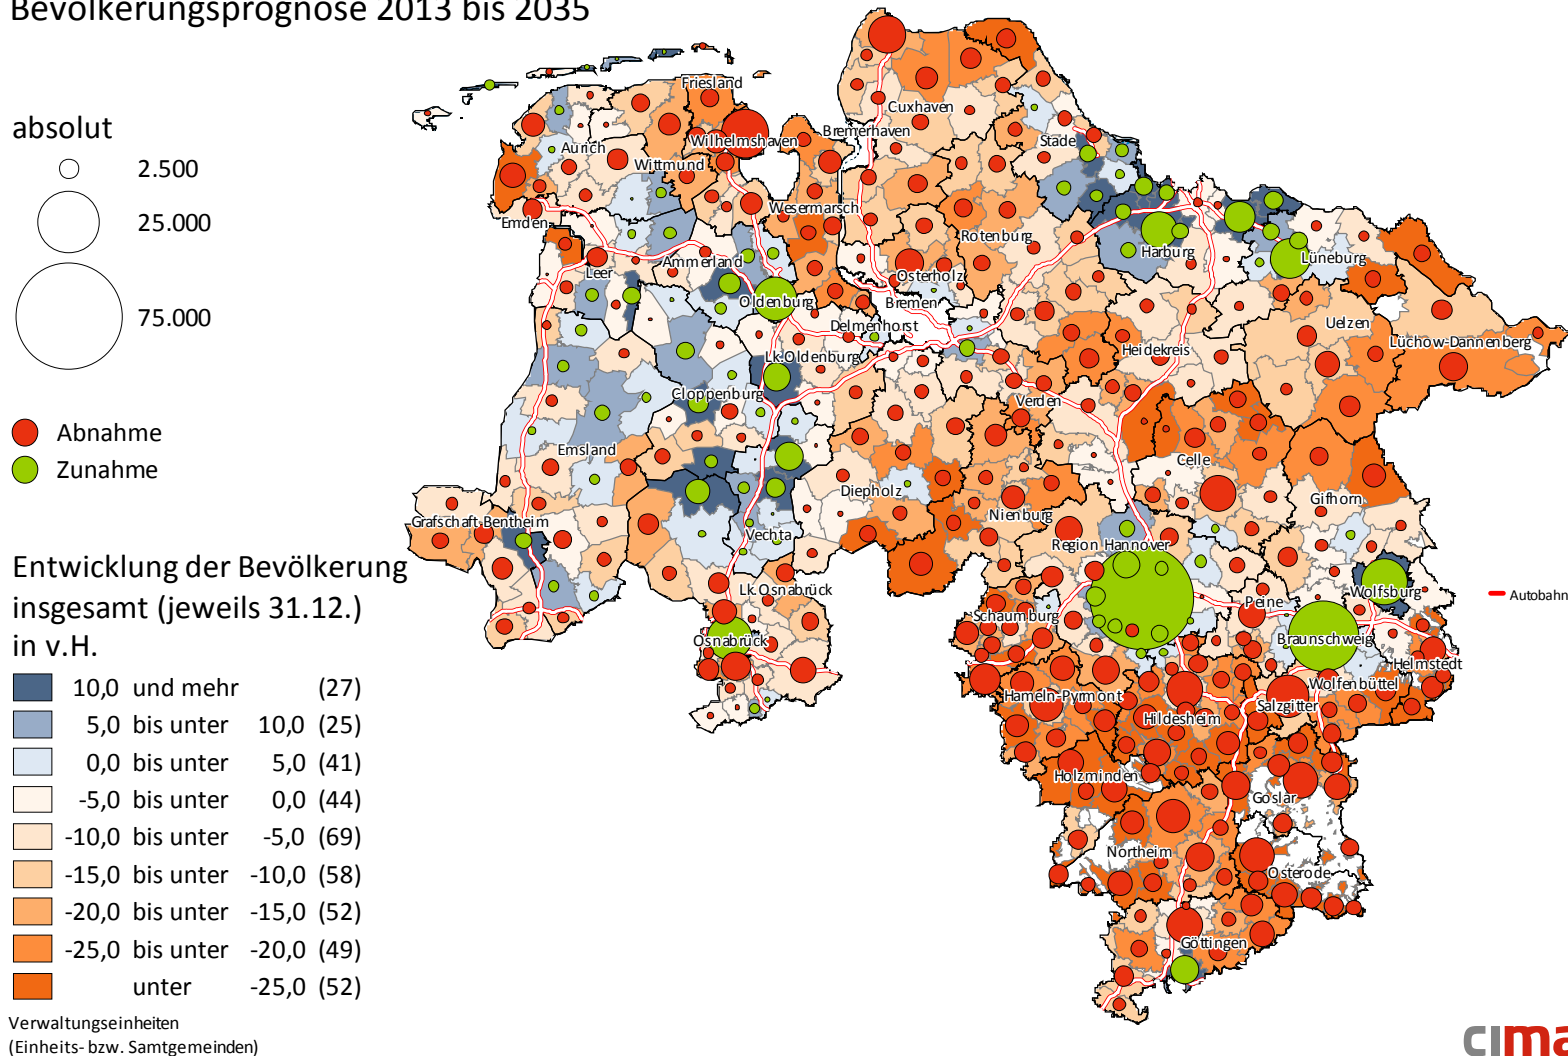 Bevölkerungsprognose 2013 bis 2035
absolut
2.500
25.000
75.000
Abnahme
Zunahme
Entwicklung der Bevölkerung
insgesamt (jeweils 31.12.)
in v.H.
10,0 und mehr (27)
5,0 bis unter 10,0 (25)
0,0 bis unter 5,0 (41)
-5,0 bis unter 0,0 (44)
-10,0 bis unter -5,0 (69)
-15,0 bis unter -10,0 (58)
-20,0 bis unter -15,0 (52)
-25,0 bis unter -20,0 (49)
unter -25,0 (52)
Verwaltungseinheiten
(Einheits- bzw. Samtgemeinden)
Friesland
Cuxhaven
Bremerhaven
Wilhelmshaven
Stade
Aurich
Wittmund
Wesermarsch
Emden
Rotenburg
Harburg
Lüneburg
Ammerland
Leer
Osterholz
Oldenburg
Bremen
Delmenhorst
Uelzen
Lüchow-Dannenberg
Heidekreis
Lk.Oldenburg
Cloppenburg
Verden
Emsland
Celle
Diepholz
Gifhorn
Nienburg
Grafschaft-Bentheim
Vechta
Region Hannover
Lk.Osnabrück
Wolfsburg
Autobahn
Peine
Schaumburg
Osnabrück
Braunschweig
Helmstedt
Wolfenbüttel
Hameln-Pyrmont
Salzgitter
Hildesheim
Holzminden
Goslar
Northeim
Osterode
Göttingen
cima